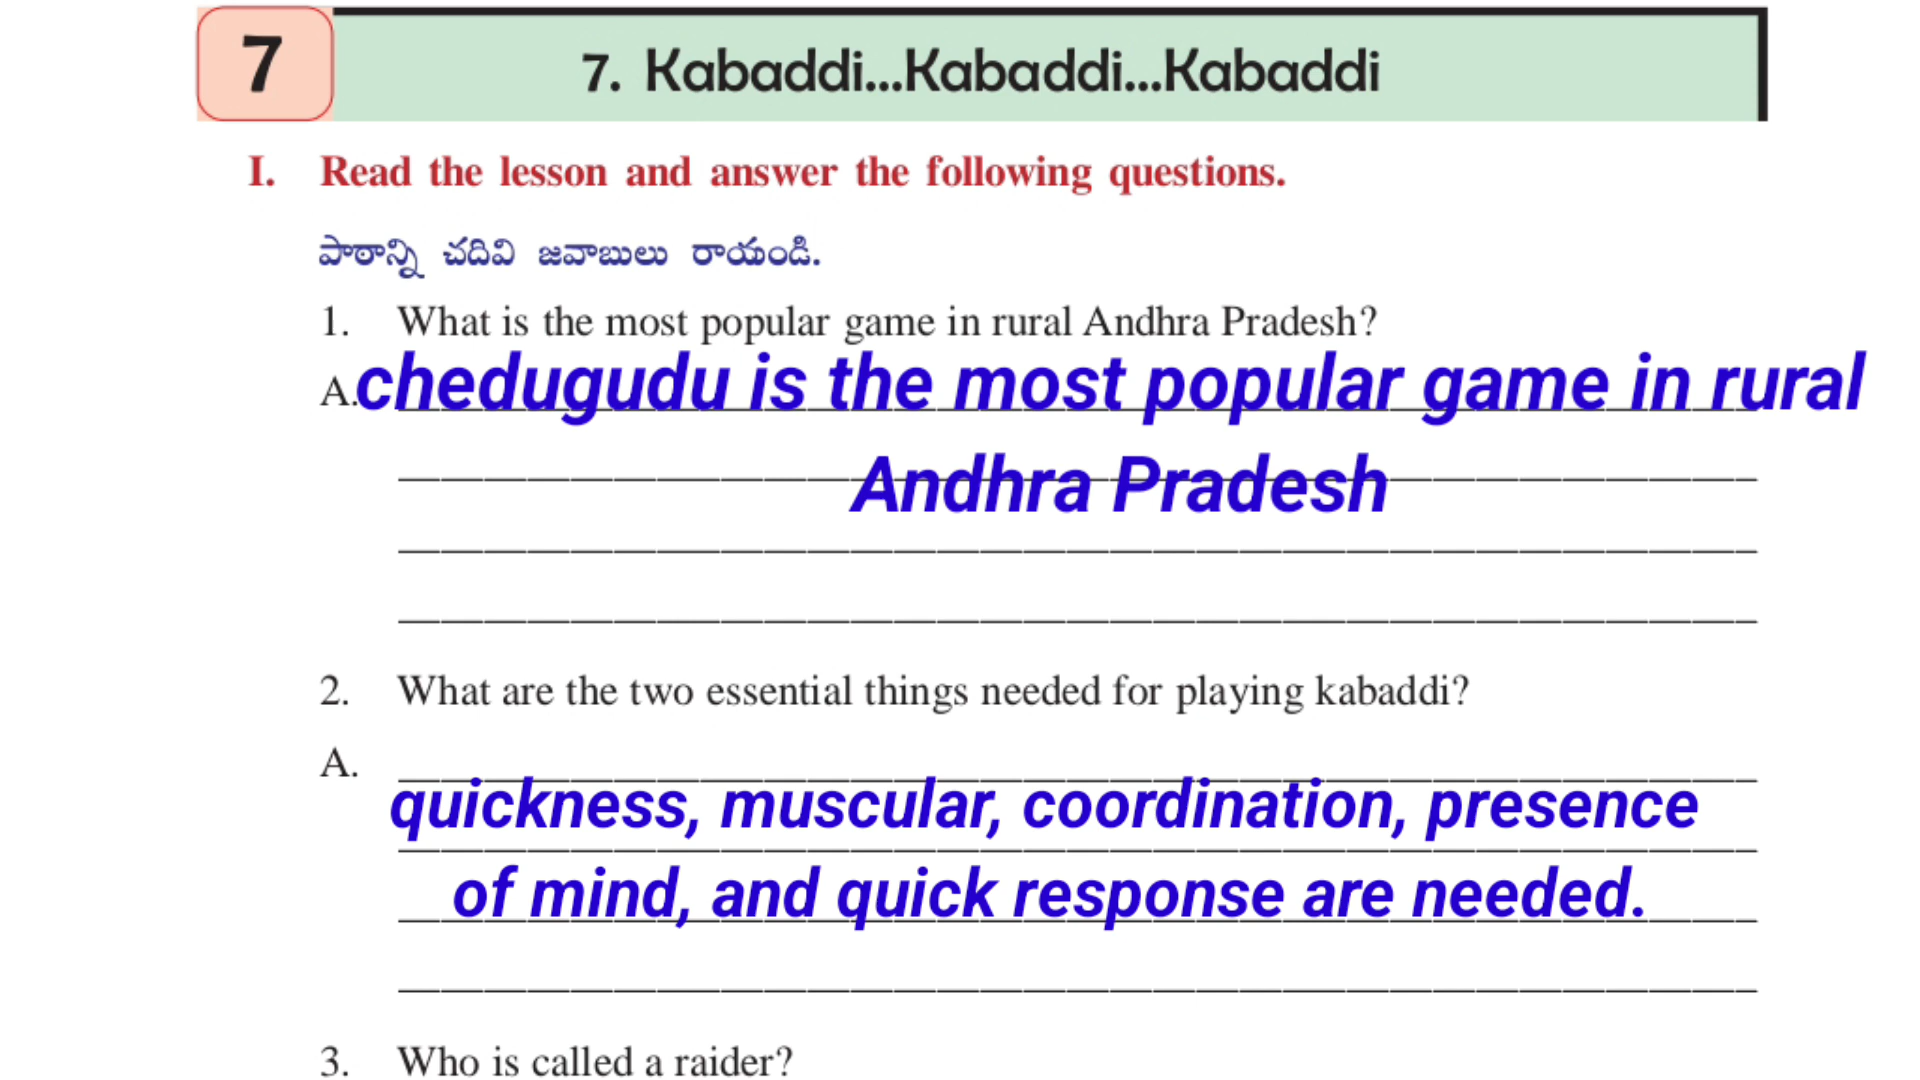 7
7. Kabaddi...Kabaddi...Kabaddi
I. Read the lesson and answer the following questions.
పాఠాన్ని చదివి జవాబులు రాయండి.
1. What is the most popular game in rural Andhra Pradesh?
A. chedugudu is the most popular game in rural
Andhra Pradesh
2. What are the two essential things needed for playing kabaddi?
A.
quickness, muscular, coordination, presence
of mind, and quick response are needed.
3. Who is called a raider?